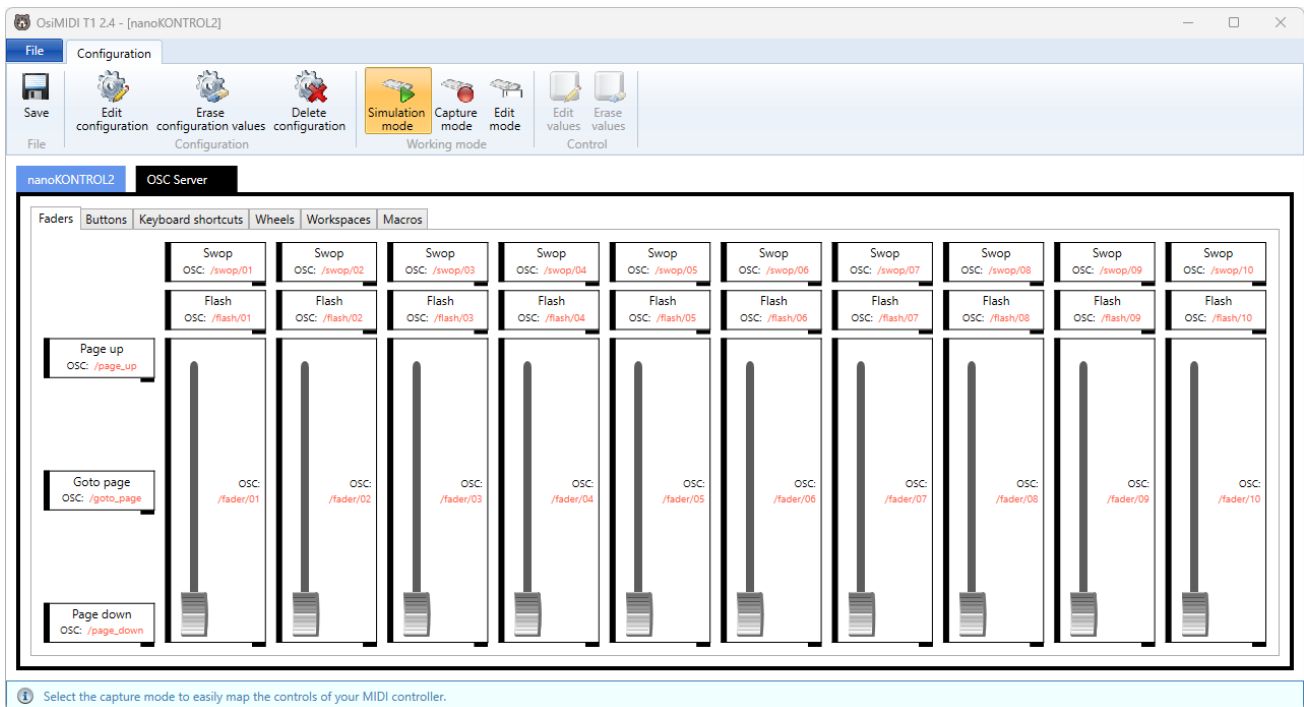 OsiMIDI T1 2.4 - [nanoKONTROL2]
File
Configuration
Save
Edit
configuration
Erase
configuration values
Delete
configuration
Simulation
mode
Capture
mode
Edit
mode
Edit
values
Erase
values
File
Configuration
Working mode
Control
nanoKONTROL2
OSC Server
Faders Buttons Keyboard shortcuts Wheels Workspaces Macros
Swop Swop Swop Swop Swop Swop Swop Swop Swop Swop
OSC: /swop/01 OSC: /swop/02 OSC: /swop/03 OSC: /swop/04 OSC: /swop/05 OSC: /swop/06 OSC: /swop/07 OSC: /swop/08 OSC: /swop/09 OSC: /swop/10
Flash Flash Flash Flash Flash Flash Flash Flash Flash Flash
OSC: /flash/01 OSC: /flash/02 OSC: /flash/03 OSC: /flash/04 OSC: /flash/05 OSC: /flash/06 OSC: /flash/07 OSC: /flash/08 OSC: /flash/09 OSC: /flash/10
Page up
OSC: /page_up
Goto page
OSC: /goto_page
OSC: OSC: OSC: OSC: OSC: OSC: OSC: OSC: OSC: OSC:
/fader/01 /fader/02 /fader/03 /fader/04 /fader/05 /fader/06 /fader/07 /fader/08 /fader/09 /fader/10
Page down
OSC: /page_down
Select the capture mode to easily map the controls of your MIDI controller.